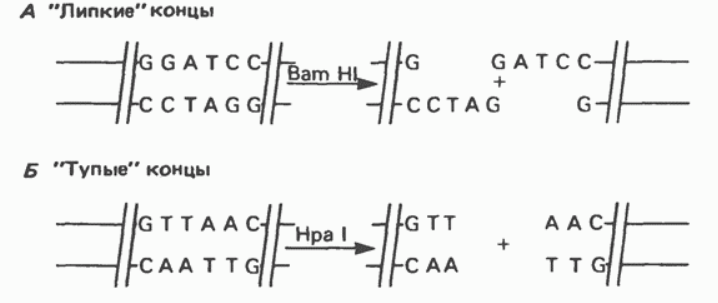 А "Липкие" концы
GGATCC Bam HI G GATCC
+
CCTAGG CCTAG G
Б "Тупые" концы
GTTAAC Hpa I GTT AAC
+
CAATTG CAA TTG